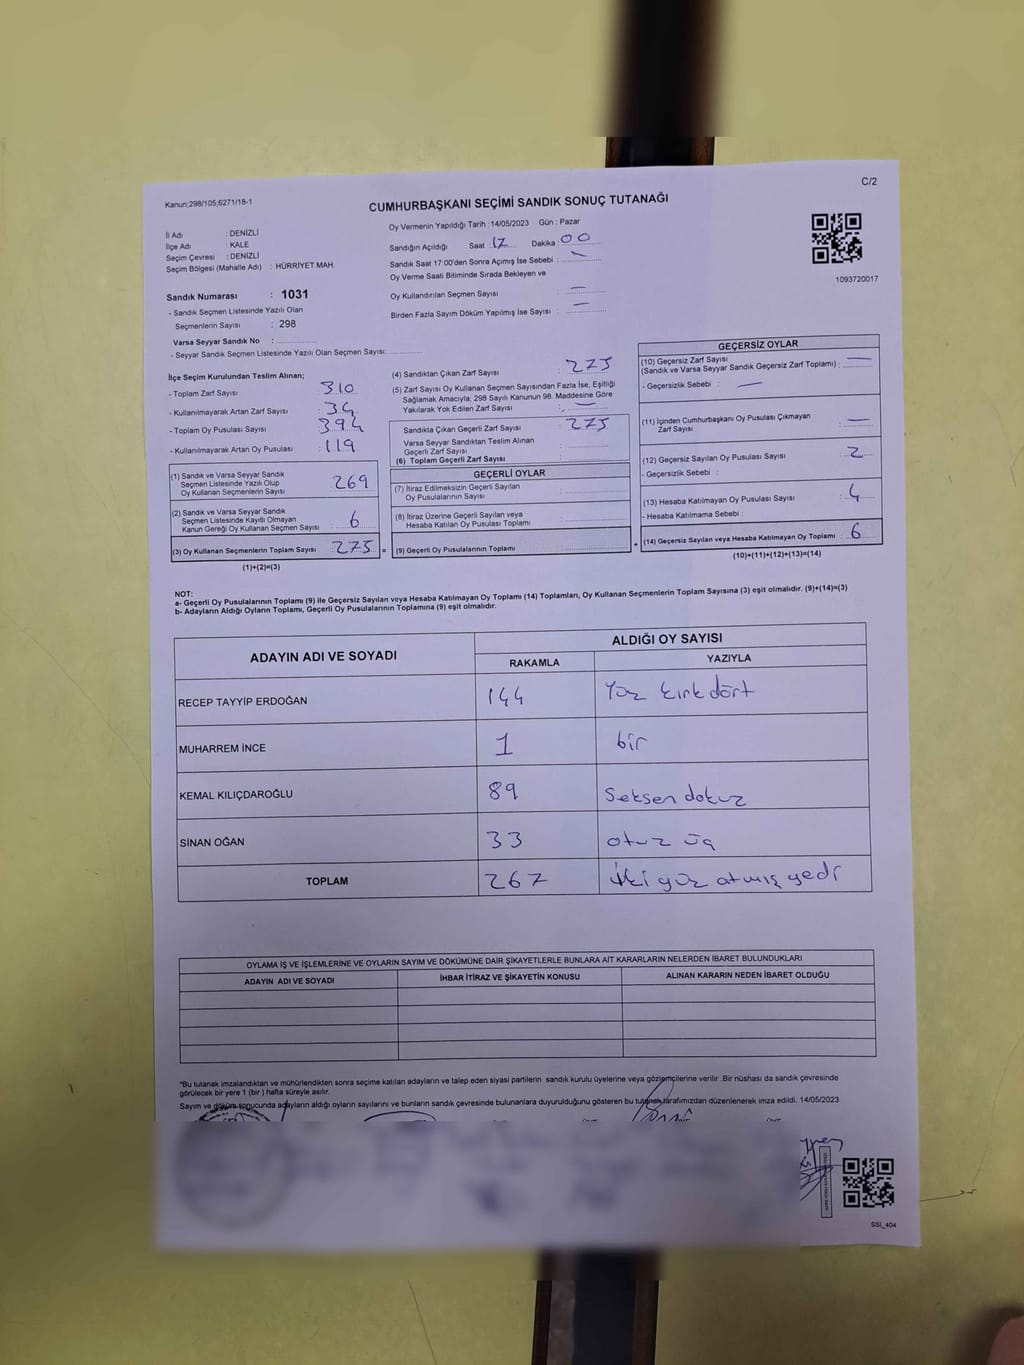 C/2
Kanun;298/105;6271/18-1
CUMHURBAŞKANI SEÇİMİ SANDIK SONUÇ TUTANAĞI
İl Adı : DENİZLİ
İlçe Adı : KALE
Seçim Çevresi : DENİZLİ
Seçim Bölgesi (Mahalle Adı) : HÜRRİYET MAH.
Sandık Numarası : 1031
- Sandık Seçmen Listesinde Yazılı Olan
Seçmenlerin Sayısı : 298
Varsa Seyyar Sandık No :
- Seyyar Sandık Seçmen Listesinde Yazılı Olan Seçmen Sayısı:
Oy Vermenin Yapıldığı Tarih :14/05/2023 Gün : Pazar
Sandığın Açıldığı Saat : 17 Dakika : 00
Sandık Saat 17:00'den Sonra Açımış İse Sebebi : —
Oy Verme Saati Bitiminde Sırada Bekleyen ve
Oy Kullandırılan Seçmen Sayısı : —
Birden Fazla Sayım Döküm Yapılmış İse Sayısı : —
1093720017
İlçe Seçim Kurulundan Teslim Alınan;
- Toplam Zarf Sayısı : 310
- Kullanılmayarak Artan Zarf Sayısı : 34
- Toplam Oy Pusulası Sayısı : 394
- Kullanılmayarak Artan Oy Pusulası : 119
(1) Sandık ve Varsa Seyyar Sandık
Seçmen Listesinde Yazılı Olup
Oy Kullanan Seçmenlerin Sayısı 269
(2) Sandık ve Varsa Seyyar Sandık
Seçmen Listesinde Kayıtlı Olmayan
Kanun Gereği Oy Kullanan Seçmen Sayısı : 6
(3) Oy Kullanan Seçmenlerin Toplam Sayısı : 275 =
(1)+(2)=(3)
(4) Sandıktan Çıkan Zarf Sayısı : 275
(5) Zarf Sayısı Oy Kullanan Seçmen Sayısından Fazla İse, Eşitliği
Sağlamak Amacıyla; 298 Sayılı Kanunun 98. Maddesine Göre
Yakılarak Yok Edilen Zarf Sayısı : —
Sandıkta Çıkan Geçerli Zarf Sayısı : 275
Varsa Seyyar Sandıktan Teslim Alınan
Geçerli Zarf Sayısı :
(6) Toplam Geçerli Zarf Sayısı :
GEÇERLİ OYLAR
(7) İtiraz Edilmeksizin Geçerli Sayılan
Oy Pusulalarının Sayısı :
(8) İtiraz Üzerine Geçerli Sayılan veya
Hesaba Katılan Oy Pusulası Toplamı :
(9) Geçerli Oy Pusulalarının Toplamı : +
GEÇERSİZ OYLAR
(10) Geçersiz Zarf Sayısı
(Sandık ve Varsa Seyyar Sandık Geçersiz Zarf Toplamı) : —
- Geçersizlik Sebebi : —
(11) İçinden Cumhurbaşkanı Oy Pusulası Çıkmayan
Zarf Sayısı : —
(12) Geçersiz Sayılan Oy Pusulası Sayısı : 2
- Geçersizlik Sebebi :
(13) Hesaba Katılmayan Oy Pusulası Sayısı : 4
- Hesaba Katılmama Sebebi :
(14) Geçersiz Sayılan veya Hesaba Katılmayan Oy Toplamı : 6
(10)+(11)+(12)+(13)=(14)
NOT:
a- Geçerli Oy Pusulalarının Toplamı (9) ile Geçersiz Sayılan veya Hesaba Katılmayan Oy Toplamı (14) Toplamları, Oy Kullanan Seçmenlerin Toplam Sayısına (3) eşit olmalıdır. (9)+(14)=(3)
b- Adayların Aldığı Oyların Toplamı, Geçerli Oy Pusulalarının Toplamına (9) eşit olmalıdır.
ADAYIN ADI VE SOYADI ALDIĞI OY SAYISI
RAKAMLA YAZIYLA
RECEP TAYYİP ERDOĞAN 144 Yüz kırk dört
MUHARREM İNCE 1 bir
KEMAL KILIÇDAROĞLU 89 Seksen dokuz
SİNAN OĞAN 33 otuz üç
TOPLAM 267 İki yüz atmış yedi
OYLAMA İŞ VE İŞLEMLERİNE VE OYLARIN SAYIM VE DÖKÜMÜNE DAİR ŞİKAYETLERLE BUNLARA AİT KARARLARIN NELERDEN İBARET BULUNDUKLARI
ADAYIN ADI VE SOYADI İHBAR İTİRAZ VE ŞİKAYETİN KONUSU ALINAN KARARIN NEDEN İBARET OLDUĞU
*Bu tutanak imzalandıktan ve mühürlendikten sonra seçime katılan adayların ve talep eden siyasi partilerin sandık kurulu üyelerine veya gözlemcilerine verilir .Bir nüshası da sandık çevresinde
görülecek bir yere 1 (bir ) hafta süreyle asılır.
Sayım ve döküm sonucunda adayların aldığı oyların sayılarını ve bunların sandık çevresinde bulunanlara duyurulduğunu gösteren bu tutanak tarafımızdan düzenlenerek imza edildi. 14/05/2023
SSI_404